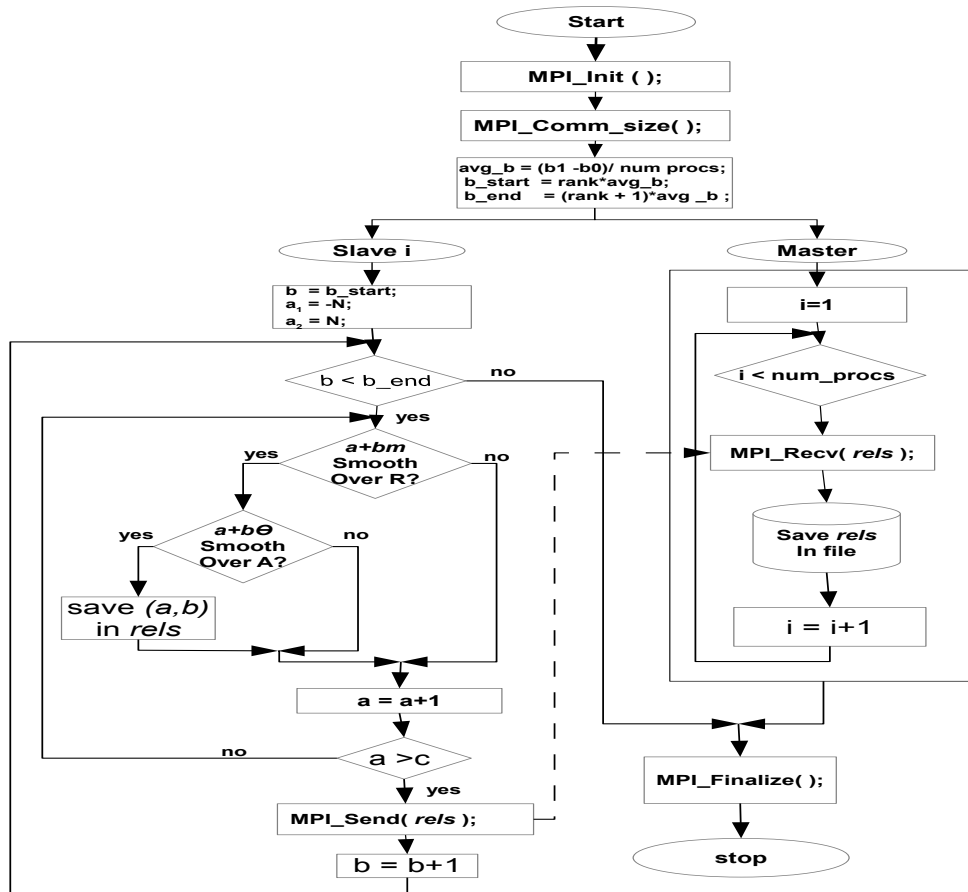 Start
MPI_Init ( );
MPI_Comm_size( );
avg_b = (b1 -b0)/ num procs;
b_start = rank*avg_b;
b_end = (rank + 1)*avg _b ;
Slave i
Master
b = b_start;
a₁ = -N;
a₂ = N;
i=1
b < b_end
no
i < num_procs
yes
a+bm
Smooth
Over R?
yes
no
MPI_Recv( rels );
a+bΘ
Smooth
Over A?
yes
no
Save rels
In file
save (a,b)
in rels
i = i+1
a = a+1
a >c
no
yes
MPI_Finalize( );
MPI_Send( rels );
b = b+1
stop